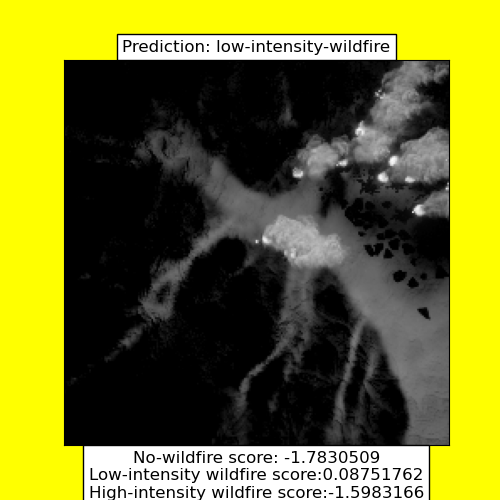 Prediction: low-intensity-wildfire
No-wildfire score: -1.7830509
Low-intensity wildfire score:0.08751762
High-intensity wildfire score:-1.5983166